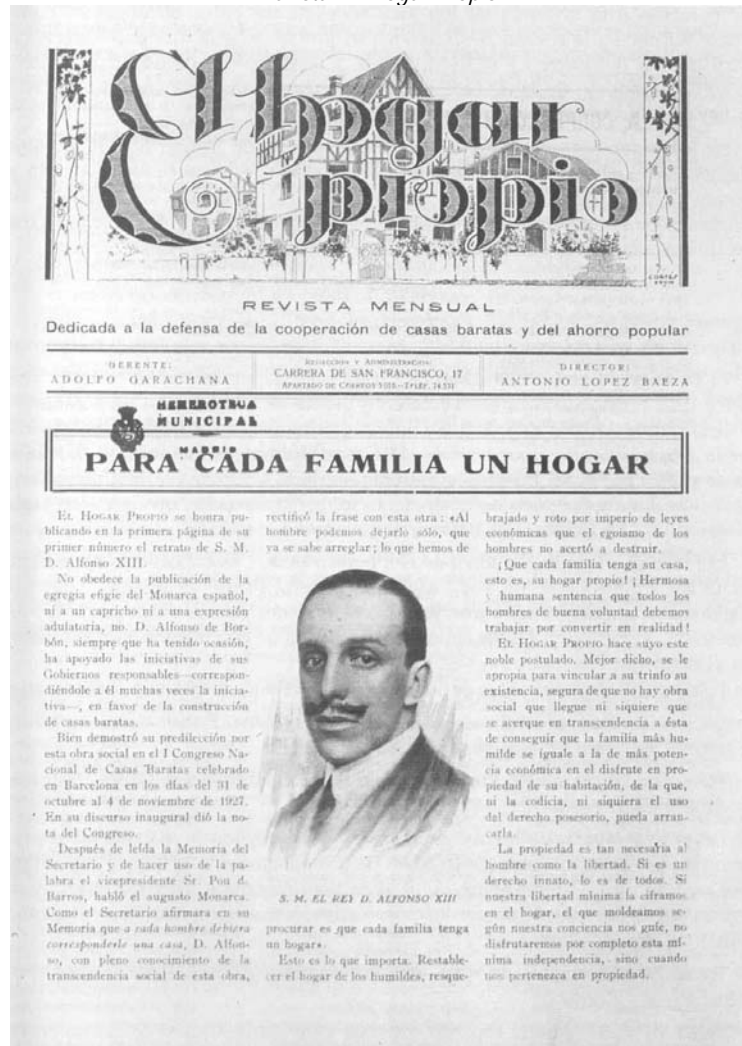 El hogar
propio
REVISTA MENSUAL
Dedicada a la defensa de la cooperación de casas baratas y del ahorro popular
GERENTE:
ADOLFO GARACHANA
REDACCIÓN Y ADMINISTRACIÓN:
CARRERA DE SAN FRANCISCO, 17
APARTADO DE CORREOS
DIRECTOR:
ANTONIO LOPEZ BAEZA
HEMEROTECA
MUNICIPAL
MADRID
PARA CADA FAMILIA UN HOGAR
EL HOGAR PROPIO se honra pu-
blicando en la primera página de su
primer número el retrato de S. M.
D. Alfonso XIII.
No obedece la publicación de la
egregia efigie del Monarca español,
ni a un capricho ni a una expresión
adulatoria, no. D. Alfonso de Bor-
bón, siempre que ha tenido ocasión,
ha apoyado las iniciativas de sus
Gobiernos responsables—correspon-
diéndole a él muchas veces la inicia-
tiva—, en favor de la construcción
de casas baratas.
Bien demostró su predilección por
esta obra social en el I Congreso Na-
cional de Casas Baratas celebrado
en Barcelona en los días del 31 de
octubre al 4 de noviembre de 1927.
En su discurso inaugural dió la no-
ta del Congreso.
Después de leída la Memoria del
Secretario y de hacer uso de la pa-
labra el vicepresidente Sr. Pou d.
Barros, habló el augusto Monarca.
Como el Secretario afirmara en su
Memoria que a cada hombre debiera
corresponderle una casa, D. Alfon-
so, con pleno conocimiento de la
transcendencia social de esta obra,
rectificó la frase con esta otra: «Al
hombre podemos dejarlo sólo, que
ya se sabe arreglar; lo que hemos de
S. M. EL REY D. ALFONSO XIII
procurar es que cada familia tenga
un hogar».
Esto es lo que importa. Restable-
cer el hogar de los humildes, resque-
brajado y roto por imperio de leyes
económicas que el egoísmo de los
hombres no acertó a destruir.
¡Que cada familia tenga su casa,
esto es, su hogar propio! ¡Hermosa
y humana sentencia que todos los
hombres de buena voluntad debemos
trabajar por convertir en realidad!
EL HOGAR PROPIO hace suyo este
noble postulado. Mejor dicho, se le
apropia para vincular a su trinfo su
existencia, segura de que no hay obra
social que llegue ni siquiere que
se acerque en transcendencia a ésta
de conseguir que la familia más hu-
milde se iguale a la de más poten-
cia económica en el disfrute en pro-
piedad de su habitación, de la que,
ni la codicia, ni siquiera el uso
del derecho posesorio, pueda arran-
carla.
La propiedad es tan necesaria al
hombre como la libertad. Si es un
derecho innato, lo es de todos. Si
nuestra libertad mínima la ciframos
en el hogar, el que moldeamos se-
gún nuestra conciencia nos guíe, no
disfrutaremos por completo esta mí-
nima independencia, sino cuando
nos pertenezca en propiedad.